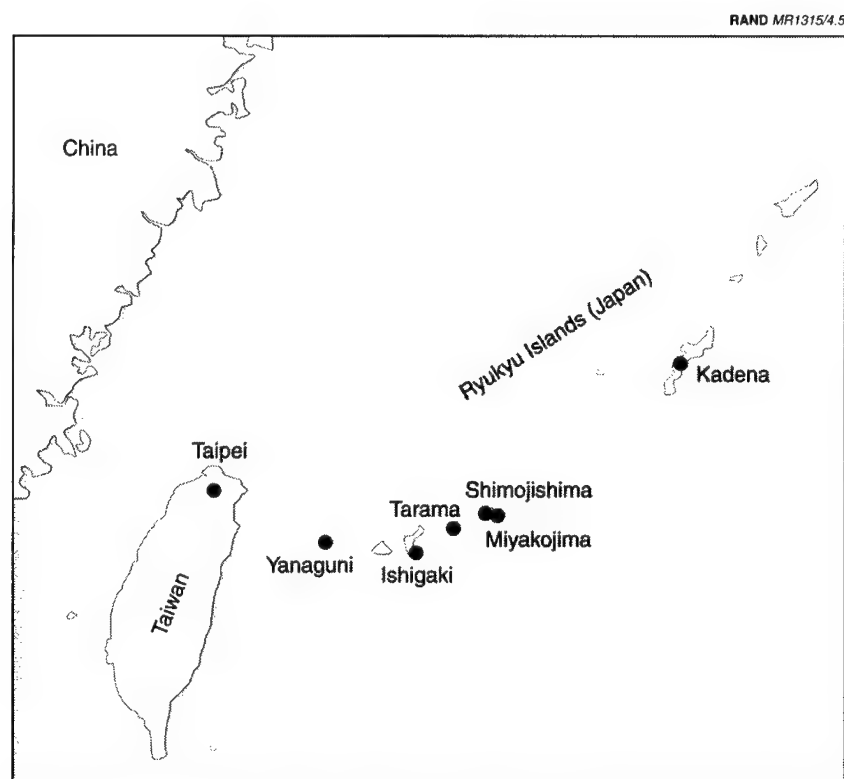 RAND MR1315/4.5
China
Ryukyu Islands (Japan)
Kadena
Taipei
Shimojishima
Tarama
Miyakojima
Yanaguni
Ishigaki
Taiwan